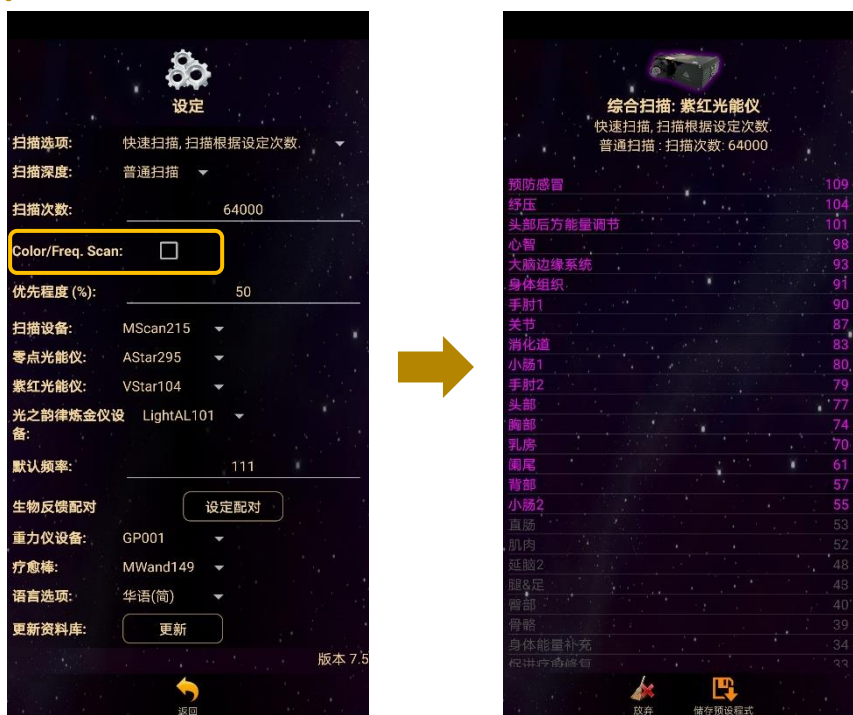 设定
扫描选项: 快速扫描, 扫描根据设定次数.
扫描深度: 普通扫描
扫描次数: 64000
Color/Freq. Scan:
优先程度 (%): 50
扫描设备: MScan215
零点光能仪: AStar295
紫红光能仪: VStar104
光之韵律炼金仪设备: LightAL101
默认频率: 111
生物反馈配对 设定配对
重力仪设备: GP001
疗愈棒: MWand149
语言选项: 华语(简)
更新资料库: 更新
版本 7.5
返回
综合扫描: 紫红光能仪
快速扫描, 扫描根据设定次数.
普通扫描 : 扫描次数: 64000
预防感冒 109
纾压 104
头部后方能量调节 101
心智 98
大脑边缘系统 93
身体组织 91
手肘1 90
关节 87
消化道 83
小肠1 80
手肘2 79
头部 77
胸部 74
乳房 70
阑尾 61
背部 57
小肠2 55
直肠 53
肌肉 52
延脑2 48
腿&足 43
臀部 40
骨骼 39
身体能量补充 34
促进疗愈修复 33
放弃
储存预设程式